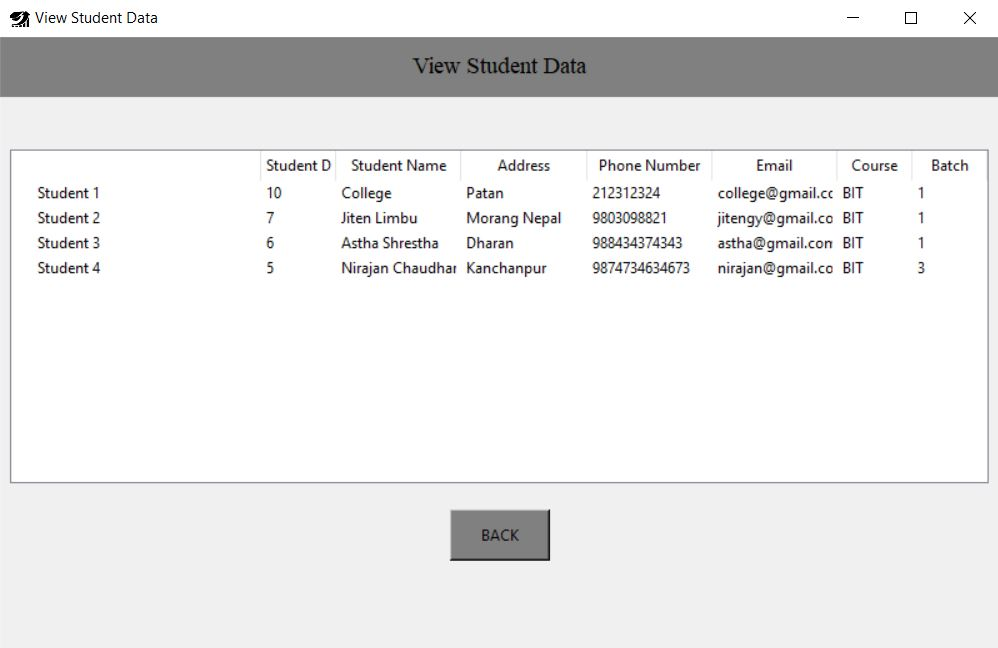 View Student Data
View Student Data
Student D Student Name Address Phone Number Email Course Batch
Student 1 10 College Patan 212312324 college@gmail.cc BIT 1
Student 2 7 Jiten Limbu Morang Nepal 9803098821 jitengy@gmail.co BIT 1
Student 3 6 Astha Shrestha Dharan 988434374343 astha@gmail.com BIT 1
Student 4 5 Nirajan Chaudhar Kanchanpur 9874734634673 nirajan@gmail.co BIT 3
BACK